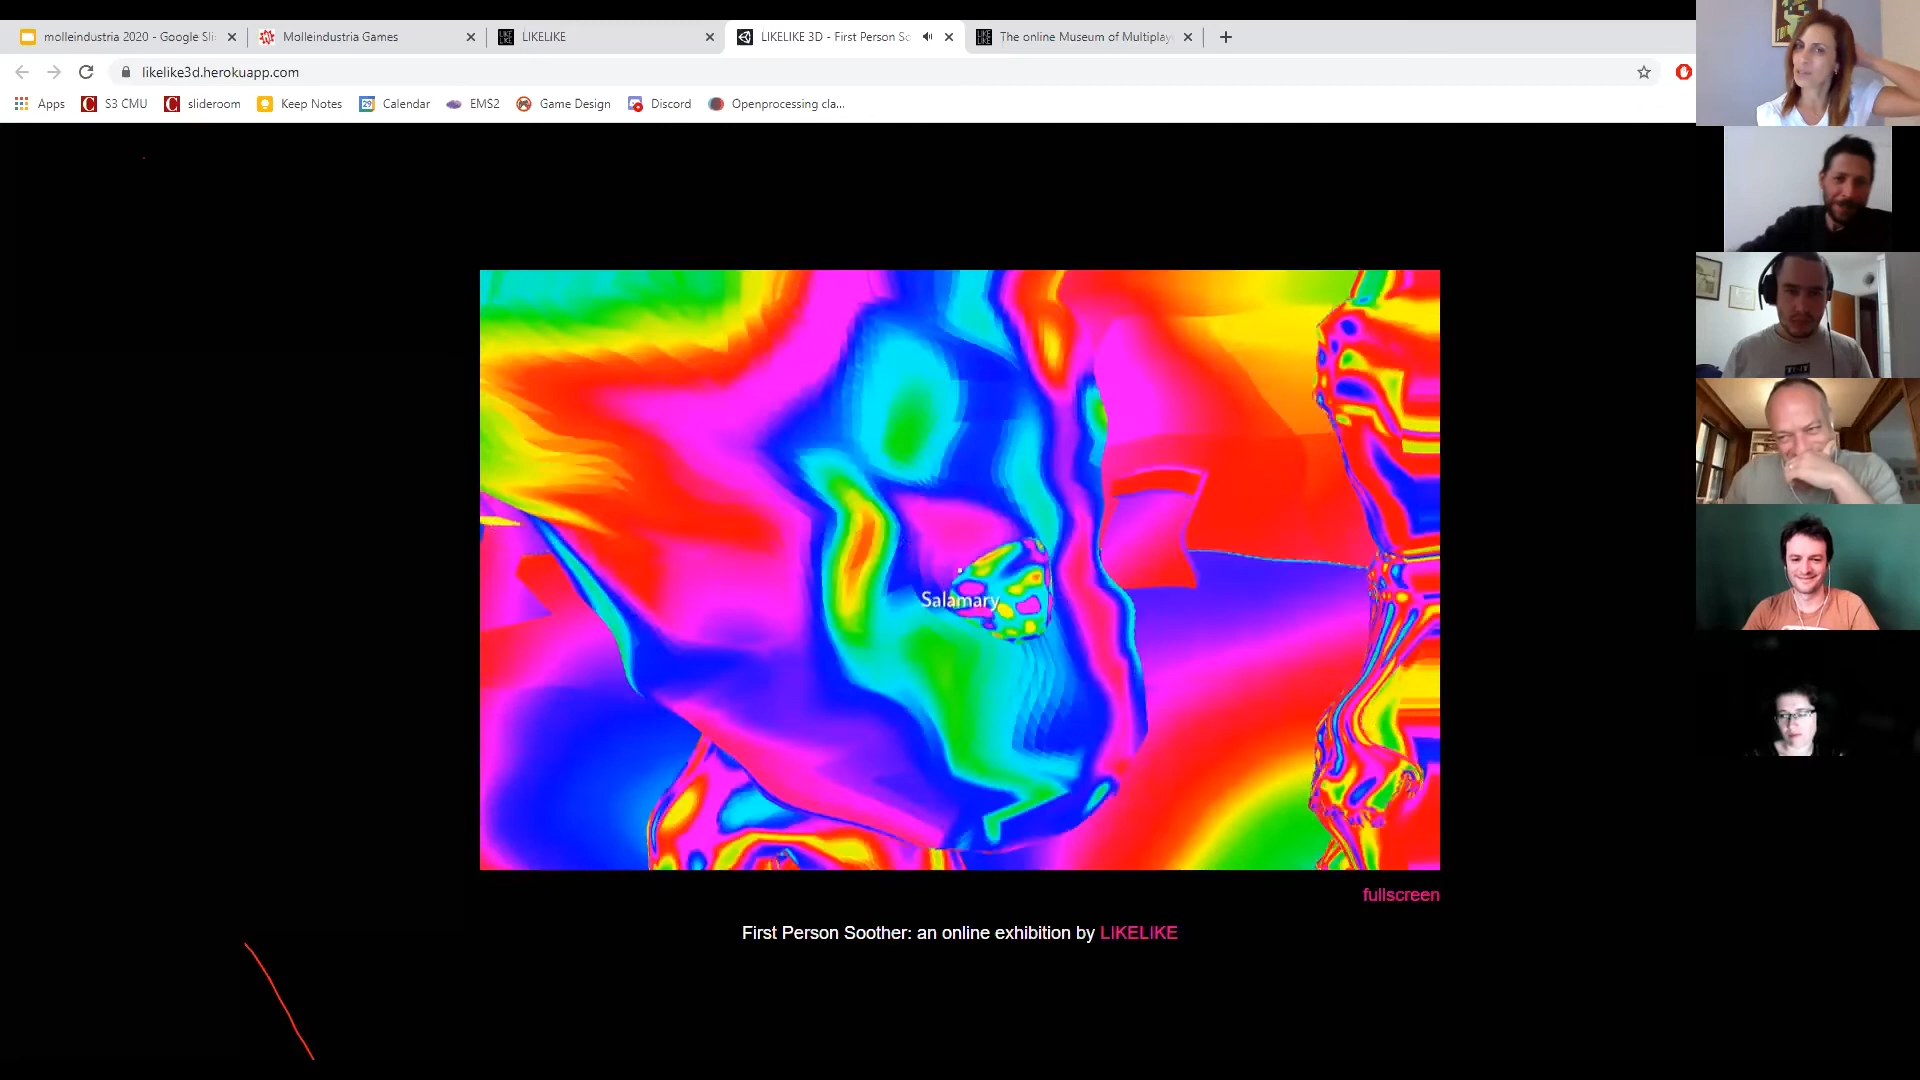 molleindustria 2020 - Google Sli
Molleindustria Games
LIKELIKE
LIKELIKE 3D - First Person So
The online Museum of Multiplay
likelike3d.herokuapp.com
Apps
S3 CMU
slideroom
Keep Notes
Calendar
EMS2
Game Design
Discord
Openprocessing cla...
Salamary
fullscreen
First Person Soother: an online exhibition by LIKELIKE